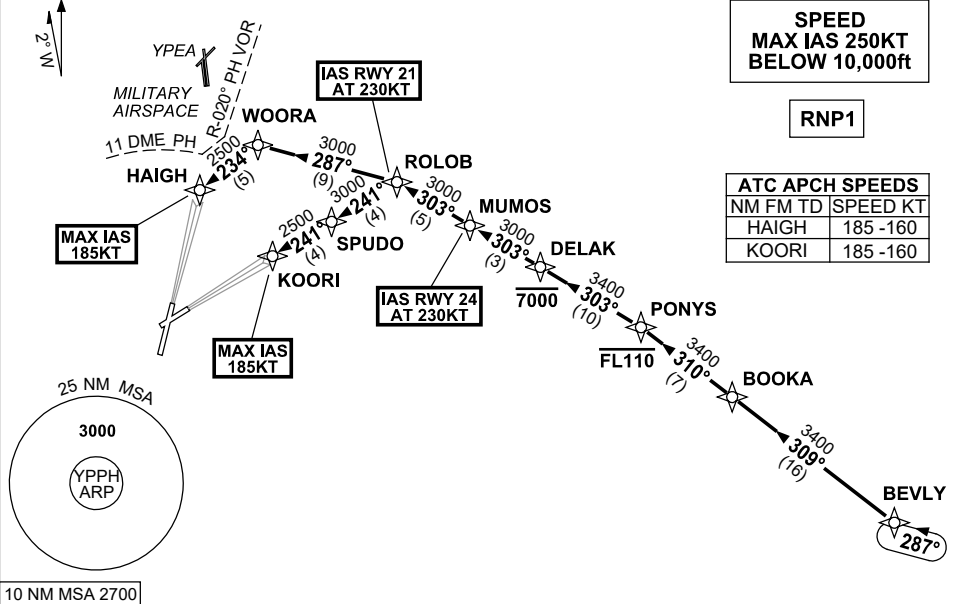 SPEED
MAX IAS 250KT
BELOW 10,000ft
RNP1
ATC APCH SPEEDS
NM FM TD SPEED KT
HAIGH 185 -160
KOORI 185 -160
2° W
YPEA
MILITARY
AIRSPACE
R-020° PH VOR
11 DME PH
IAS RWY 21
AT 230KT
WOORA
2500
234°
(5)
HAIGH
MAX IAS
185KT
3000
287°
(9)
ROLOB
3000
241°
(4)
SPUDO
2500
241°
(4)
KOORI
MAX IAS
185KT
3000
303°
(5)
MUMOS
IAS RWY 24
AT 230KT
3000
303°
(3)
DELAK
7000
3400
303°
(10)
PONYS
FL110
3400
310°
(7)
BOOKA
3400
309°
(16)
BEVLY
287°
25 NM MSA
3000
YPPH
ARP
10 NM MSA 2700